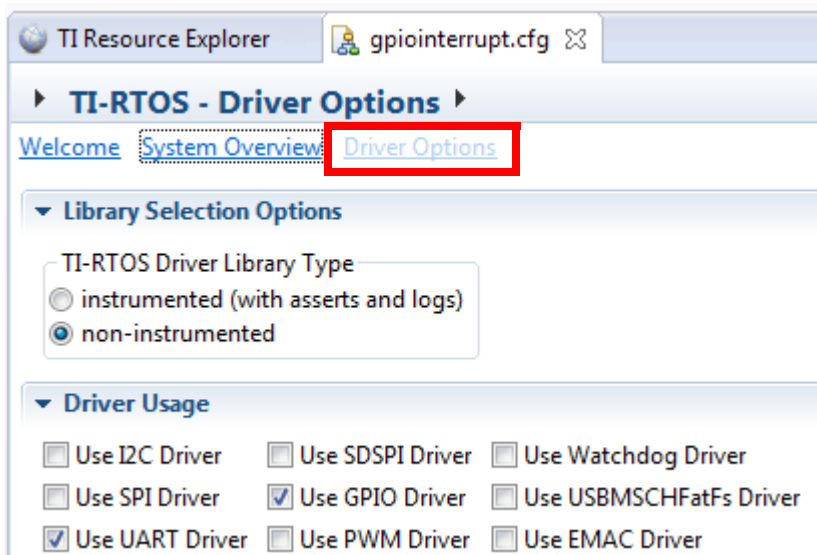 TI Resource Explorer gpiointerrupt.cfg
TI-RTOS - Driver Options
Welcome System Overview Driver Options
Library Selection Options
TI-RTOS Driver Library Type
instrumented (with asserts and logs)
non-instrumented
Driver Usage
Use I2C Driver Use SDSPI Driver Use Watchdog Driver
Use SPI Driver Use GPIO Driver Use USBMSCHFatFs Driver
Use UART Driver Use PWM Driver Use EMAC Driver